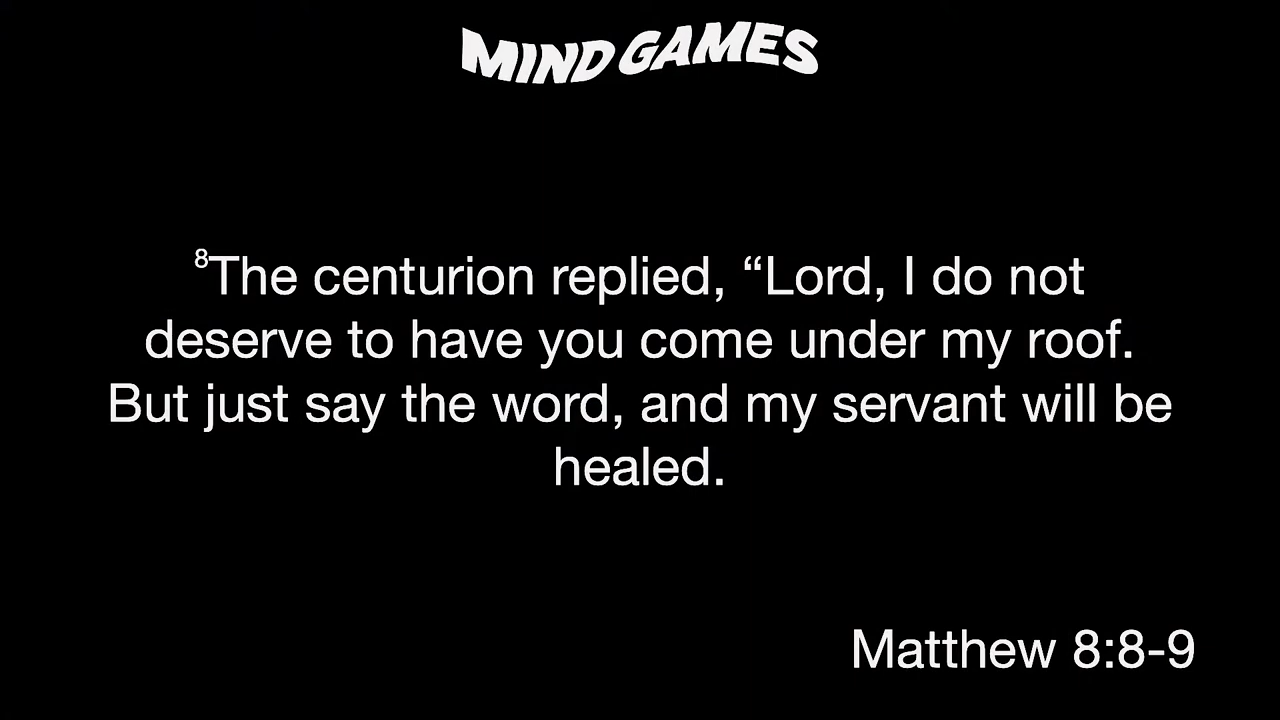 MIND GAMES
⁸The centurion replied, “Lord, I do not
deserve to have you come under my roof.
But just say the word, and my servant will be
healed.
Matthew 8:8-9